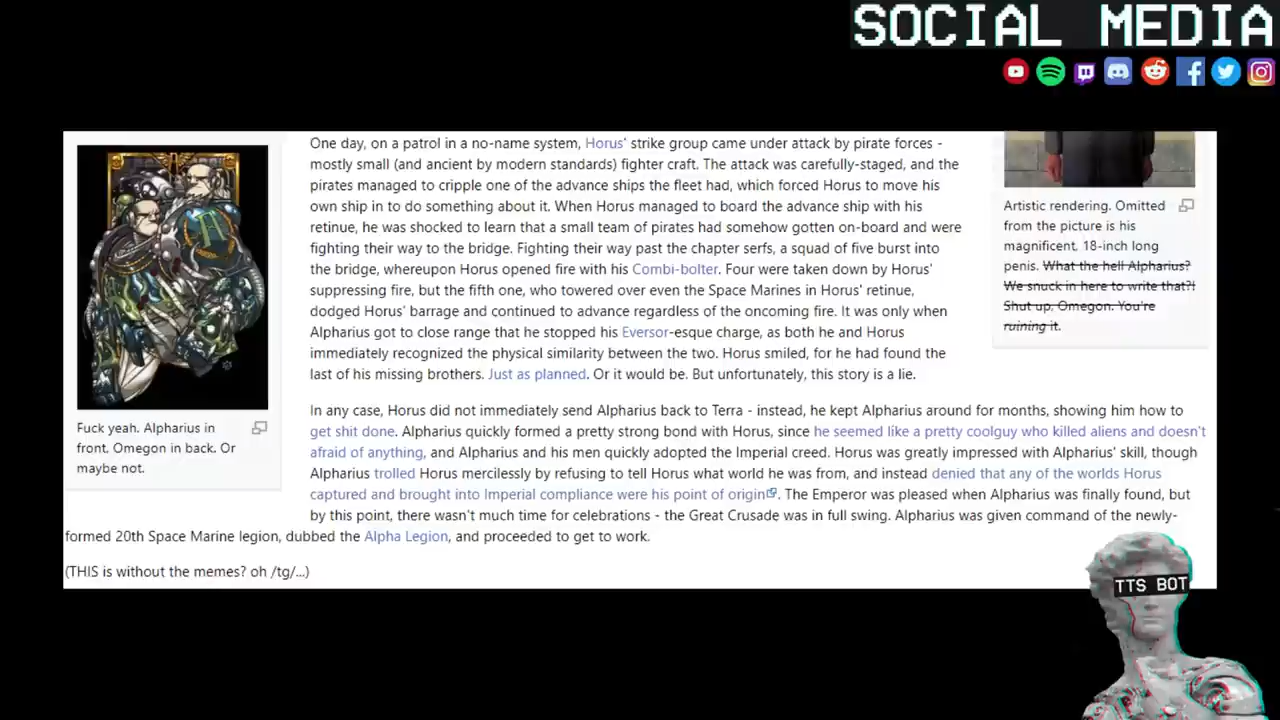 SOCIAL MEDIA
One day, on a patrol in a no-name system, Horus' strike group came under attack by pirate forces -
mostly small (and ancient by modern standards) fighter craft. The attack was carefully-staged, and the
pirates managed to cripple one of the advance ships the fleet had, which forced Horus to move his
own ship in to do something about it. When Horus managed to board the advance ship with his
retinue, he was shocked to learn that a small team of pirates had somehow gotten on-board and were
fighting their way to the bridge. Fighting their way past the chapter serfs, a squad of five burst into
the bridge, whereupon Horus opened fire with his Combi-bolter. Four were taken down by Horus'
suppressing fire, but the fifth one, who towered over even the Space Marines in Horus' retinue,
dodged Horus' barrage and continued to advance regardless of the oncoming fire. It was only when
Alpharius got to close range that he stopped his Eversor-esque charge, as both he and Horus
immediately recognized the physical similarity between the two. Horus smiled, for he had found the
last of his missing brothers. Just as planned. Or it would be. But unfortunately, this story is a lie.
Artistic rendering. Omitted
from the picture is his
magnificent, 18-inch long
penis. What the hell Alpharius?
We snuck in here to write that?!
Shut up, Omegon. You're
ruining it.
Fuck yeah. Alpharius in
front. Omegon in back. Or
maybe not.
In any case, Horus did not immediately send Alpharius back to Terra - instead, he kept Alpharius around for months, showing him how to
get shit done. Alpharius quickly formed a pretty strong bond with Horus, since he seemed like a pretty coolguy who killed aliens and doesn't
afraid of anything, and Alpharius and his men quickly adopted the Imperial creed. Horus was greatly impressed with Alpharius' skill, though
Alpharius trolled Horus mercilessly by refusing to tell Horus what world he was from, and instead denied that any of the worlds Horus
captured and brought into Imperial compliance were his point of origin. The Emperor was pleased when Alpharius was finally found, but
by this point, there wasn't much time for celebrations - the Great Crusade was in full swing. Alpharius was given command of the newly-
formed 20th Space Marine legion, dubbed the Alpha Legion, and proceeded to get to work.
(THIS is without the memes? oh /tg/...)
TTS BOT